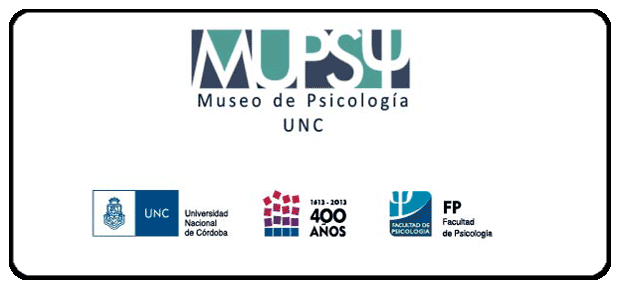 MUPSΨ
Museo de Psicología
UNC
UNC
Universidad
Nacional
de Córdoba
1613 - 2013
400
AÑOS
FACULTAD DE
PSICOLOGIA
FP
Facultad
de Psicología